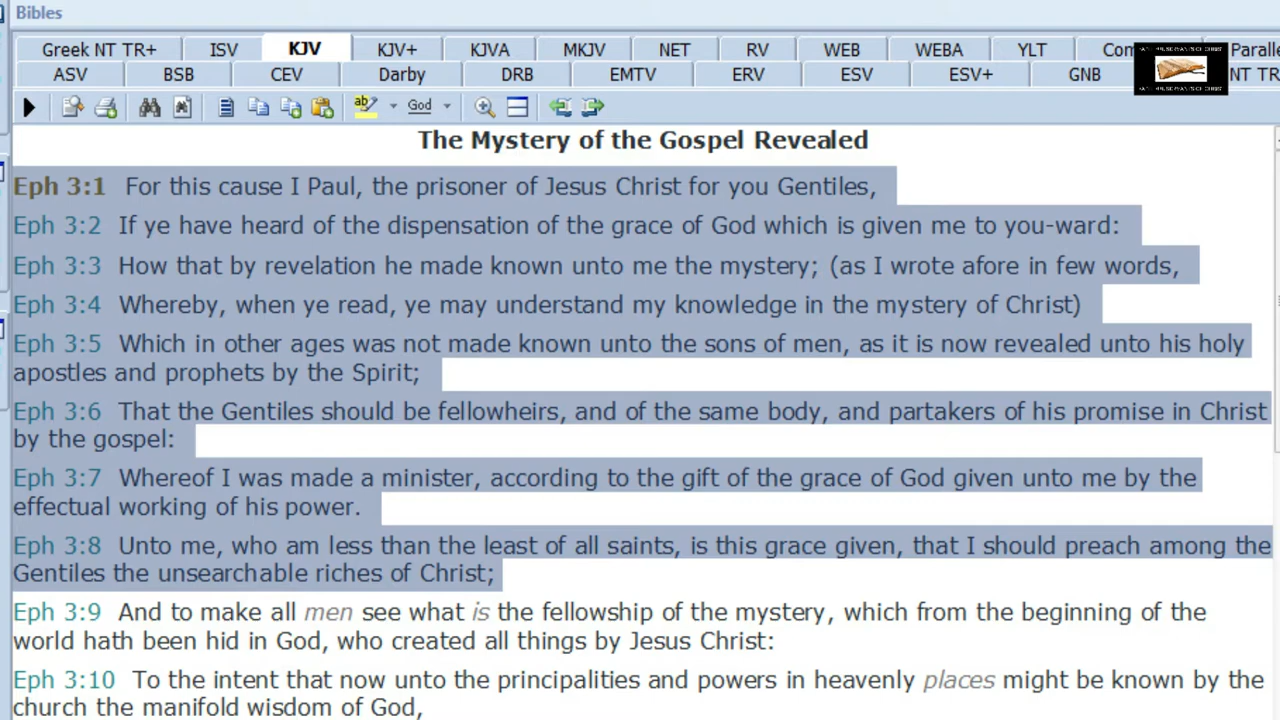 Bibles
Greek NT TR+ ISV KJV KJV+ KJVA MKJV NET RV WEB WEBA YLT Com Paralle
ASV BSB CEV Darby DRB EMTV ERV ESV ESV+ GNB NT TR
God
The Mystery of the Gospel Revealed
Eph 3:1 For this cause I Paul, the prisoner of Jesus Christ for you Gentiles,
Eph 3:2 If ye have heard of the dispensation of the grace of God which is given me to you-ward:
Eph 3:3 How that by revelation he made known unto me the mystery; (as I wrote afore in few words,
Eph 3:4 Whereby, when ye read, ye may understand my knowledge in the mystery of Christ)
Eph 3:5 Which in other ages was not made known unto the sons of men, as it is now revealed unto his holy
apostles and prophets by the Spirit;
Eph 3:6 That the Gentiles should be fellowheirs, and of the same body, and partakers of his promise in Christ
by the gospel:
Eph 3:7 Whereof I was made a minister, according to the gift of the grace of God given unto me by the
effectual working of his power.
Eph 3:8 Unto me, who am less than the least of all saints, is this grace given, that I should preach among the
Gentiles the unsearchable riches of Christ;
Eph 3:9 And to make all men see what is the fellowship of the mystery, which from the beginning of the
world hath been hid in God, who created all things by Jesus Christ:
Eph 3:10 To the intent that now unto the principalities and powers in heavenly places might be known by the
church the manifold wisdom of God,